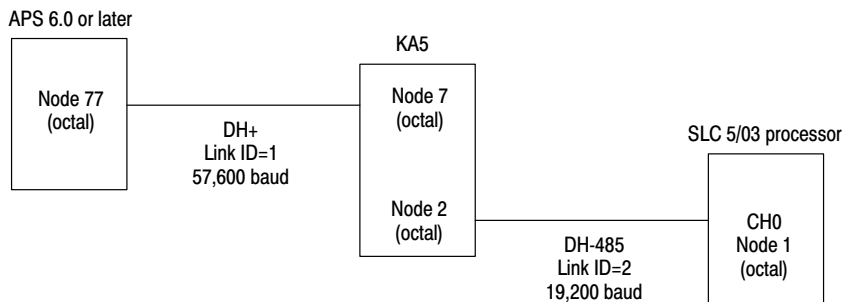 APS 6.0 or later
Node 77
(octal)
DH+
Link ID=1
57,600 baud
KA5
Node 7
(octal)
Node 2
(octal)
DH-485
Link ID=2
19,200 baud
SLC 5/03 processor
CH0
Node 1
(octal)